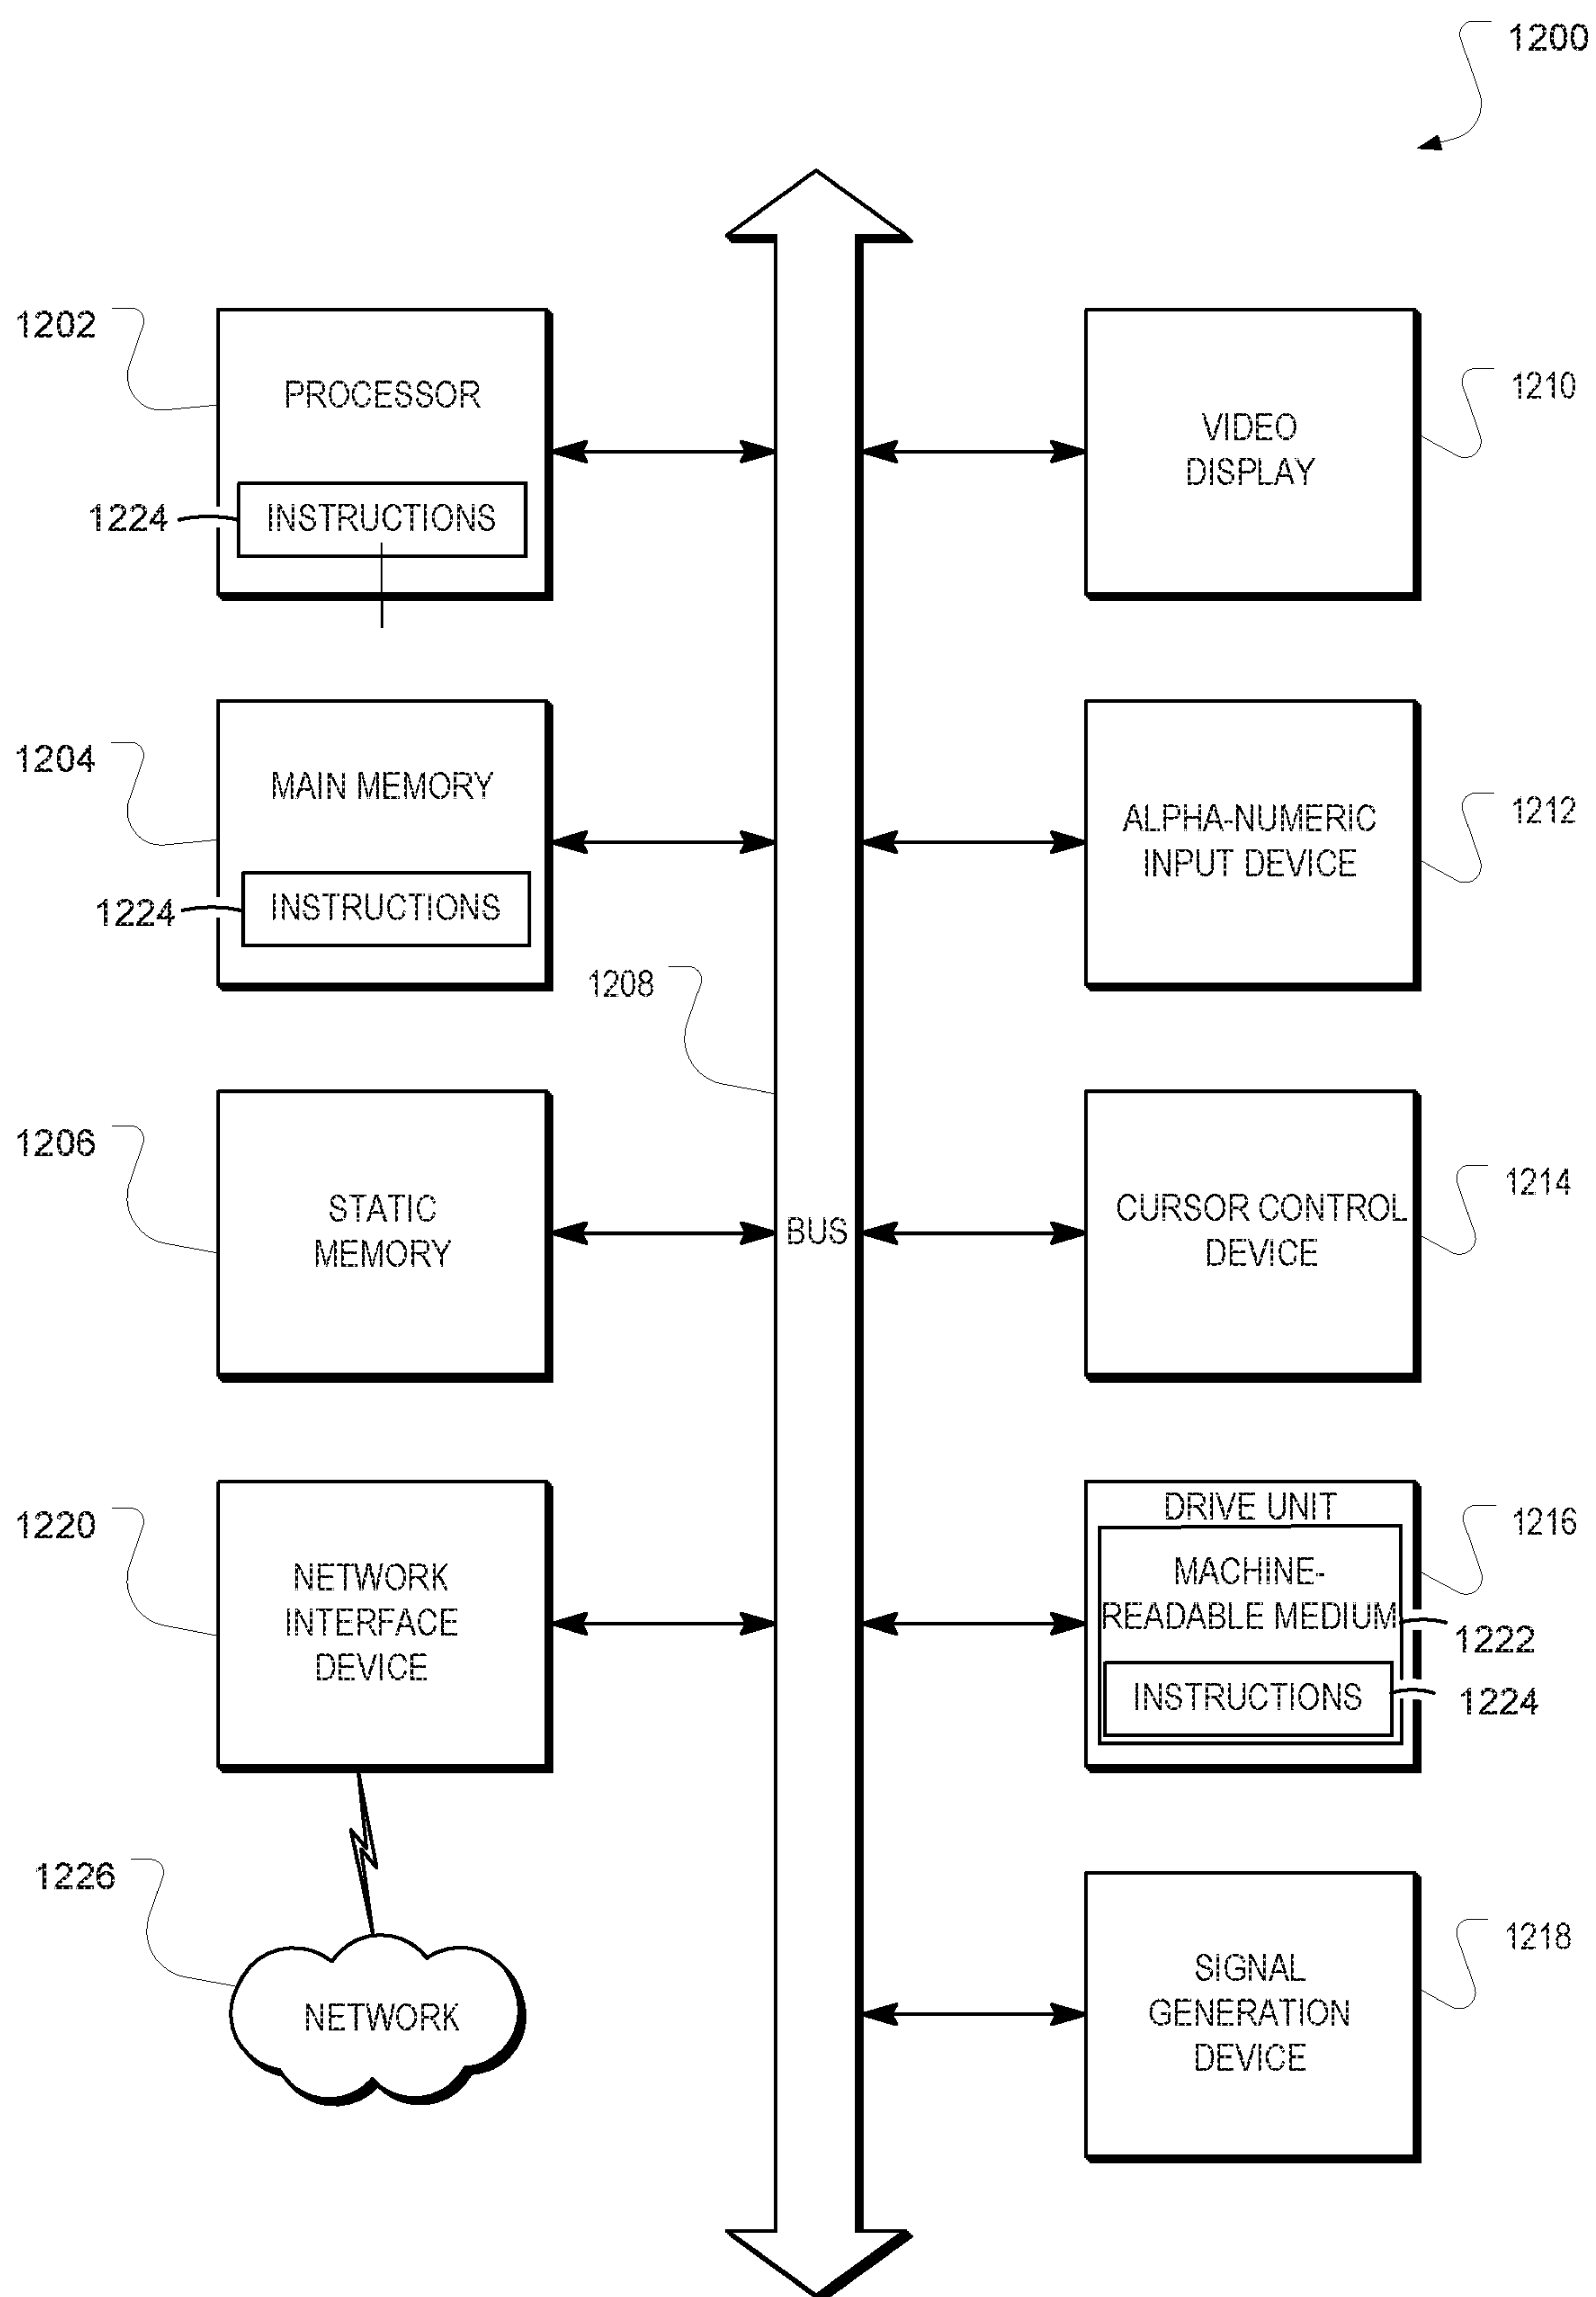 1200
1202
PROCESSOR
1224
INSTRUCTIONS
1204
MAIN MEMORY
1224
INSTRUCTIONS
1208
1206
STATIC
MEMORY
1220
NETWORK
INTERFACE
DEVICE
1226
NETWORK
BUS
1210
VIDEO
DISPLAY
1212
ALPHA-NUMERIC
INPUT DEVICE
1214
CURSOR CONTROL
DEVICE
DRIVE UNIT
1216
MACHINE-
READABLE MEDIUM
1222
INSTRUCTIONS
1224
1218
SIGNAL
GENERATION
DEVICE